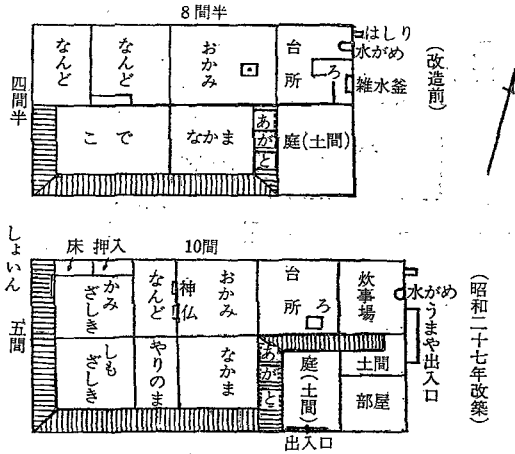 8間半
四間半
なんど
なんど
おかみ
台所
ろ
はしり
水がめ
雑水釜
(改造前)
こで
なかま
あがと
庭(土間)
10間
五間
しょいん
床
押入
かみざしき
なんど
神仏
おかみ
台所
ろ
炊事場
水がめ
うまや出入口
(昭和二十七年改築)
しもざしき
やりのま
なかま
あがと
庭(土間)
土間
部屋
出入口